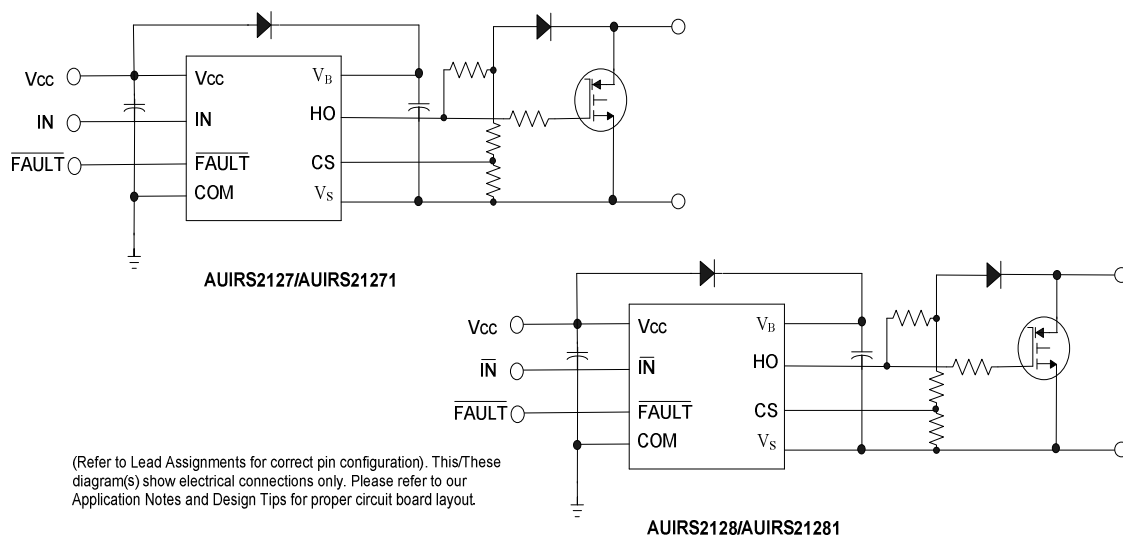 Vcc
IN
FAULT
Vcc
IN
FAULT
COM
VB
HO
CS
VS
AUIRS2127/AUIRS21271
Vcc
IN
FAULT
Vcc
IN
FAULT
COM
VB
HO
CS
VS
AUIRS2128/AUIRS21281
(Refer to Lead Assignments for correct pin configuration). This/These
diagram(s) show electrical connections only. Please refer to our
Application Notes and Design Tips for proper circuit board layout.